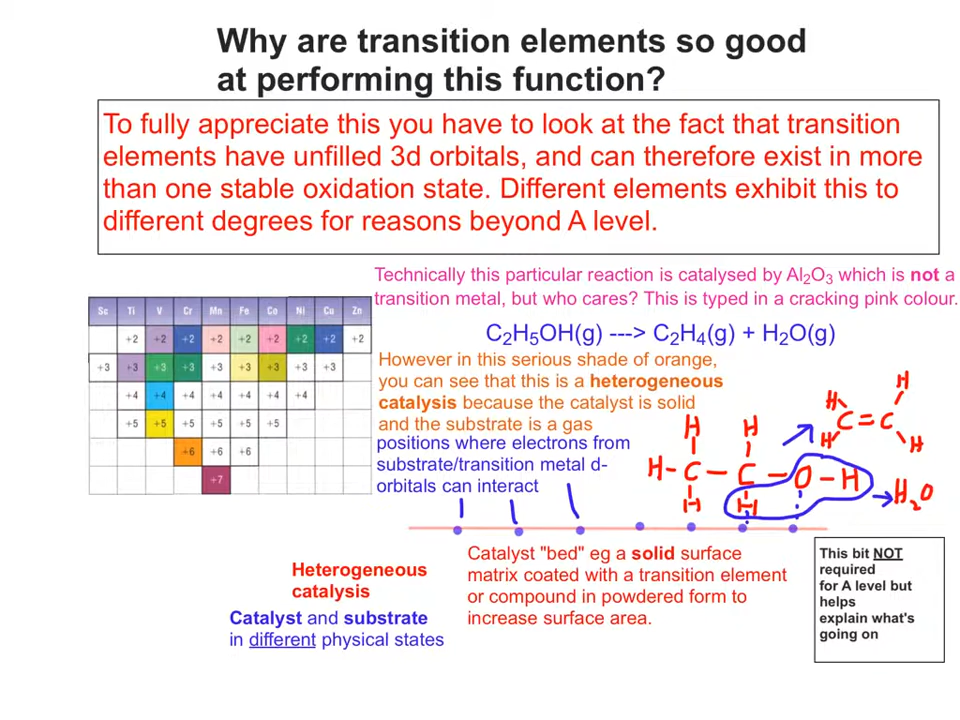 Why are transition elements so good
at performing this function?
To fully appreciate this you have to look at the fact that transition
elements have unfilled 3d orbitals, and can therefore exist in more
than one stable oxidation state. Different elements exhibit this to
different degrees for reasons beyond A level.
Technically this particular reaction is catalysed by Al₂O₃ which is not a
transition metal, but who cares? This is typed in a cracking pink colour.
C₂H₅OH(g) ---> C₂H₄(g) + H₂O(g)
However in this serious shade of orange,
you can see that this is a heterogeneous
catalysis because the catalyst is solid
and the substrate is a gas
positions where electrons from
substrate/transition metal d-
orbitals can interact
Sc Ti V Cr Mn Fe Co Ni Cu Zn
+2 +2 +2 +2 +2 +2 +2 +2 +2
+3 +3 +3 +3 +3 +3 +3 +3 +3
+4 +4 +4 +4 +4 +4 +4
+5 +5 +5 +5 +5 +5
+6 +6 +6
+7
H
H
C = C
H
H
H H
H - C - C - O - H
H H
H₂O
Catalyst "bed" eg a solid surface
matrix coated with a transition element
or compound in powdered form to
increase surface area.
Heterogeneous
catalysis
Catalyst and substrate
in different physical states
This bit NOT
required
for A level but
helps
explain what's
going on